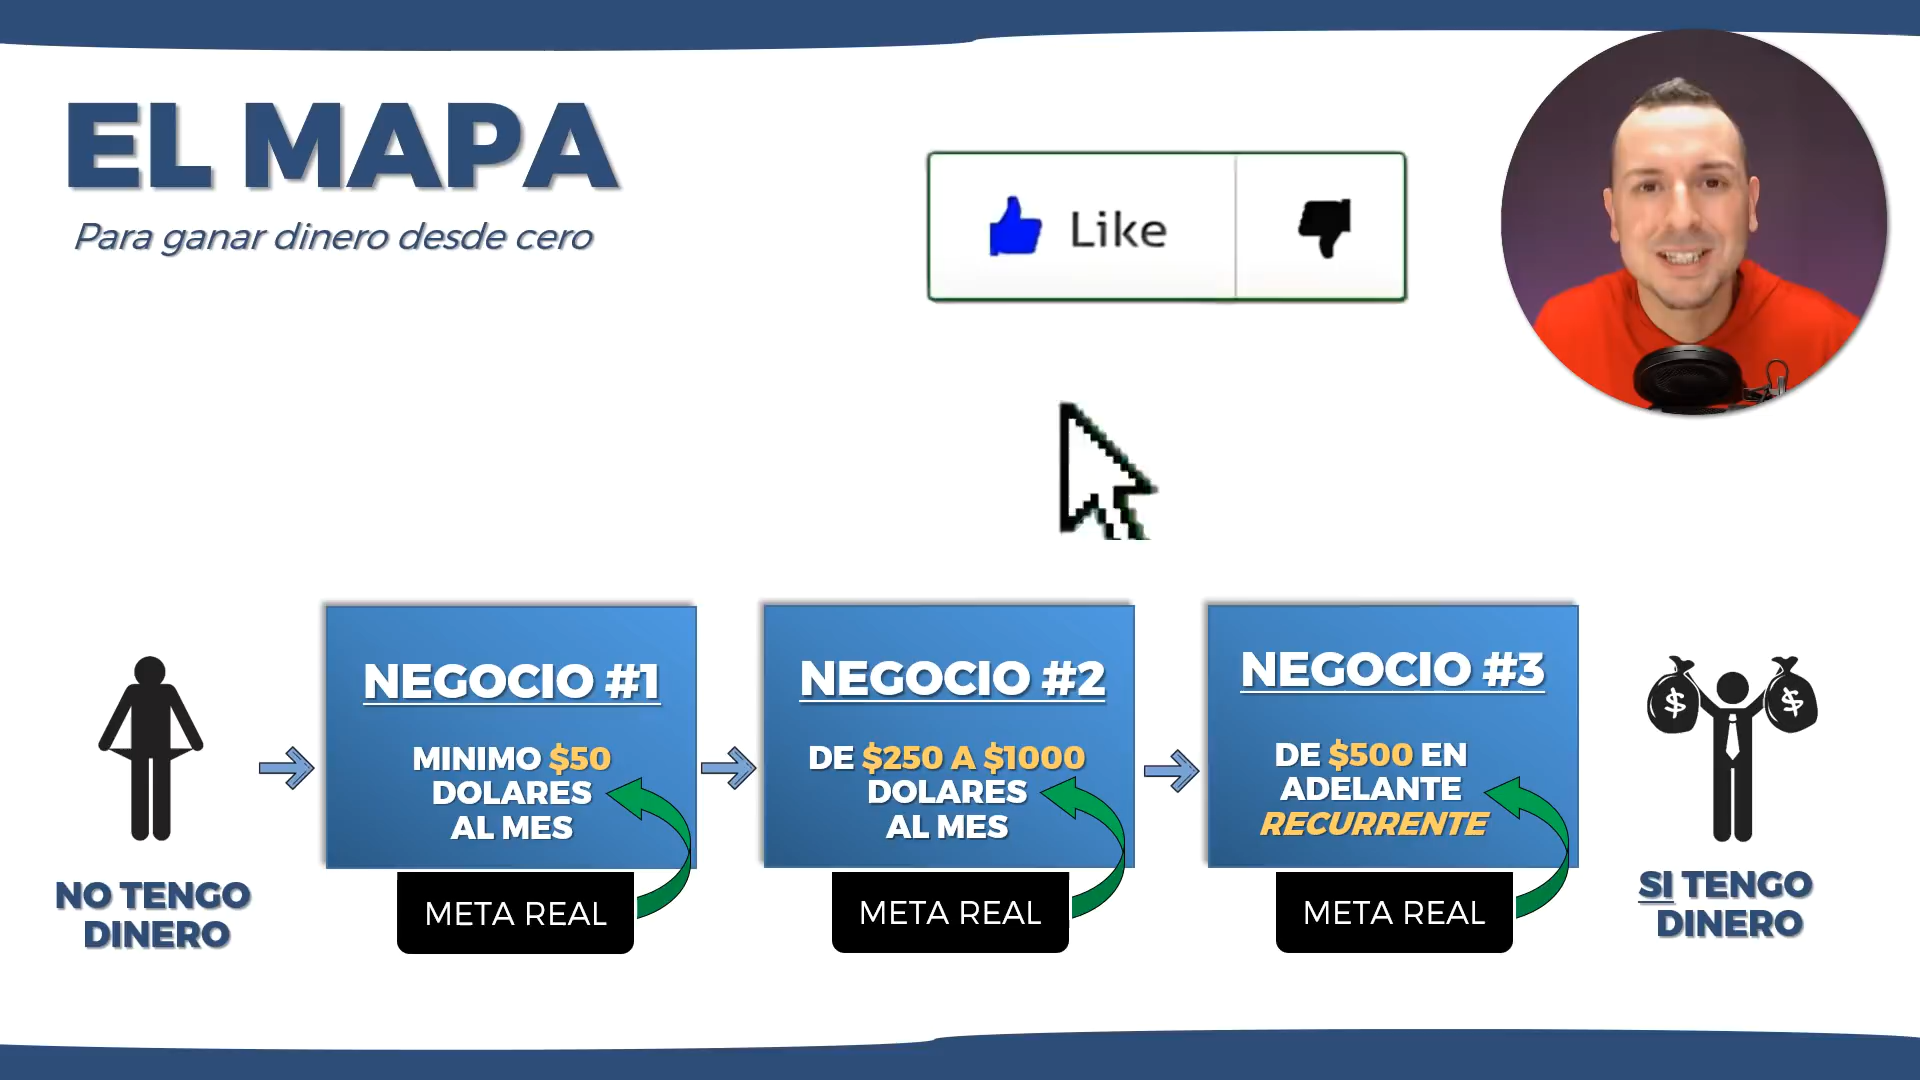 EL MAPA
Para ganar dinero desde cero
Like
NEGOCIO #1
MINIMO $50
DOLARES
AL MES
META REAL
NEGOCIO #2
DE $250 A $1000
DOLARES
AL MES
META REAL
NEGOCIO #3
DE $500 EN
ADELANTE
RECURRENTE
META REAL
NO TENGO
DINERO
$ $
SI TENGO
DINERO